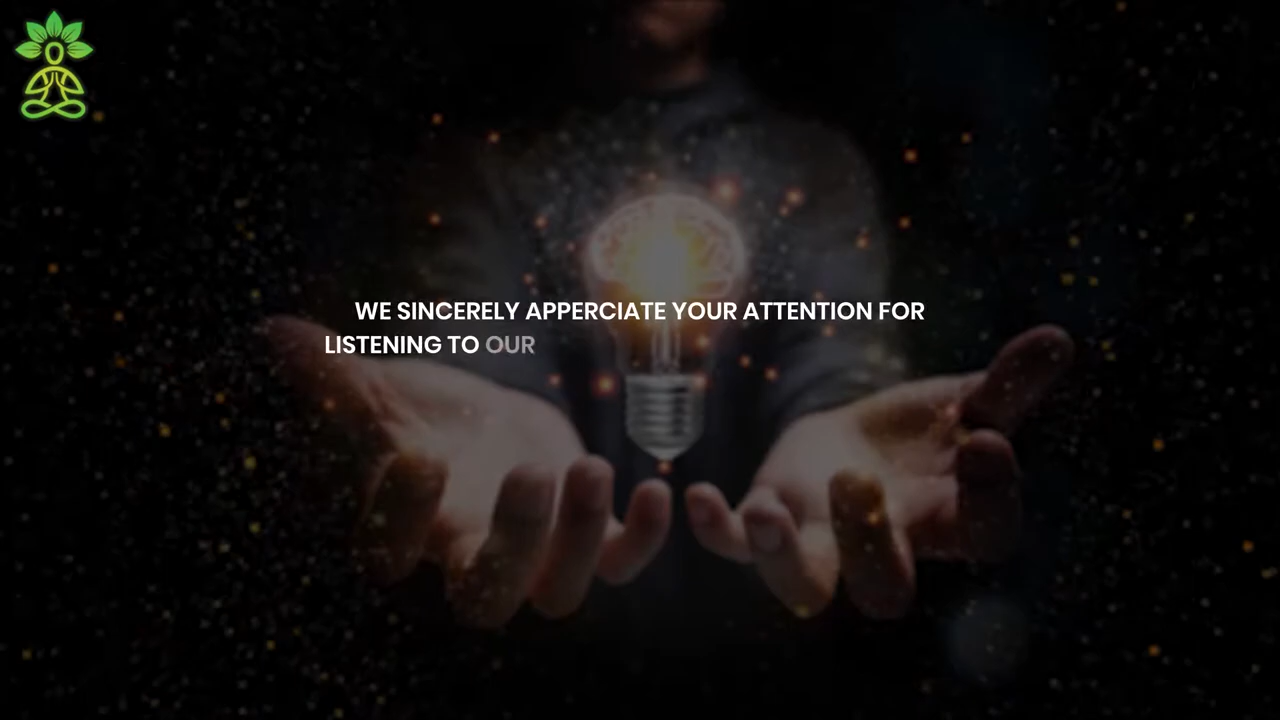 WE SINCERELY APPERCIATE YOUR ATTENTION FOR
LISTENING TO OUR